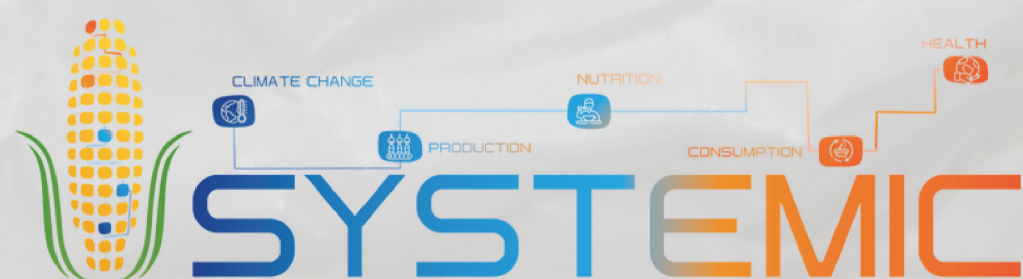 HEALTH
CLIMATE CHANGE
NUTRITION
PRODUCTION
CONSUMPTION
SYSTEMIC